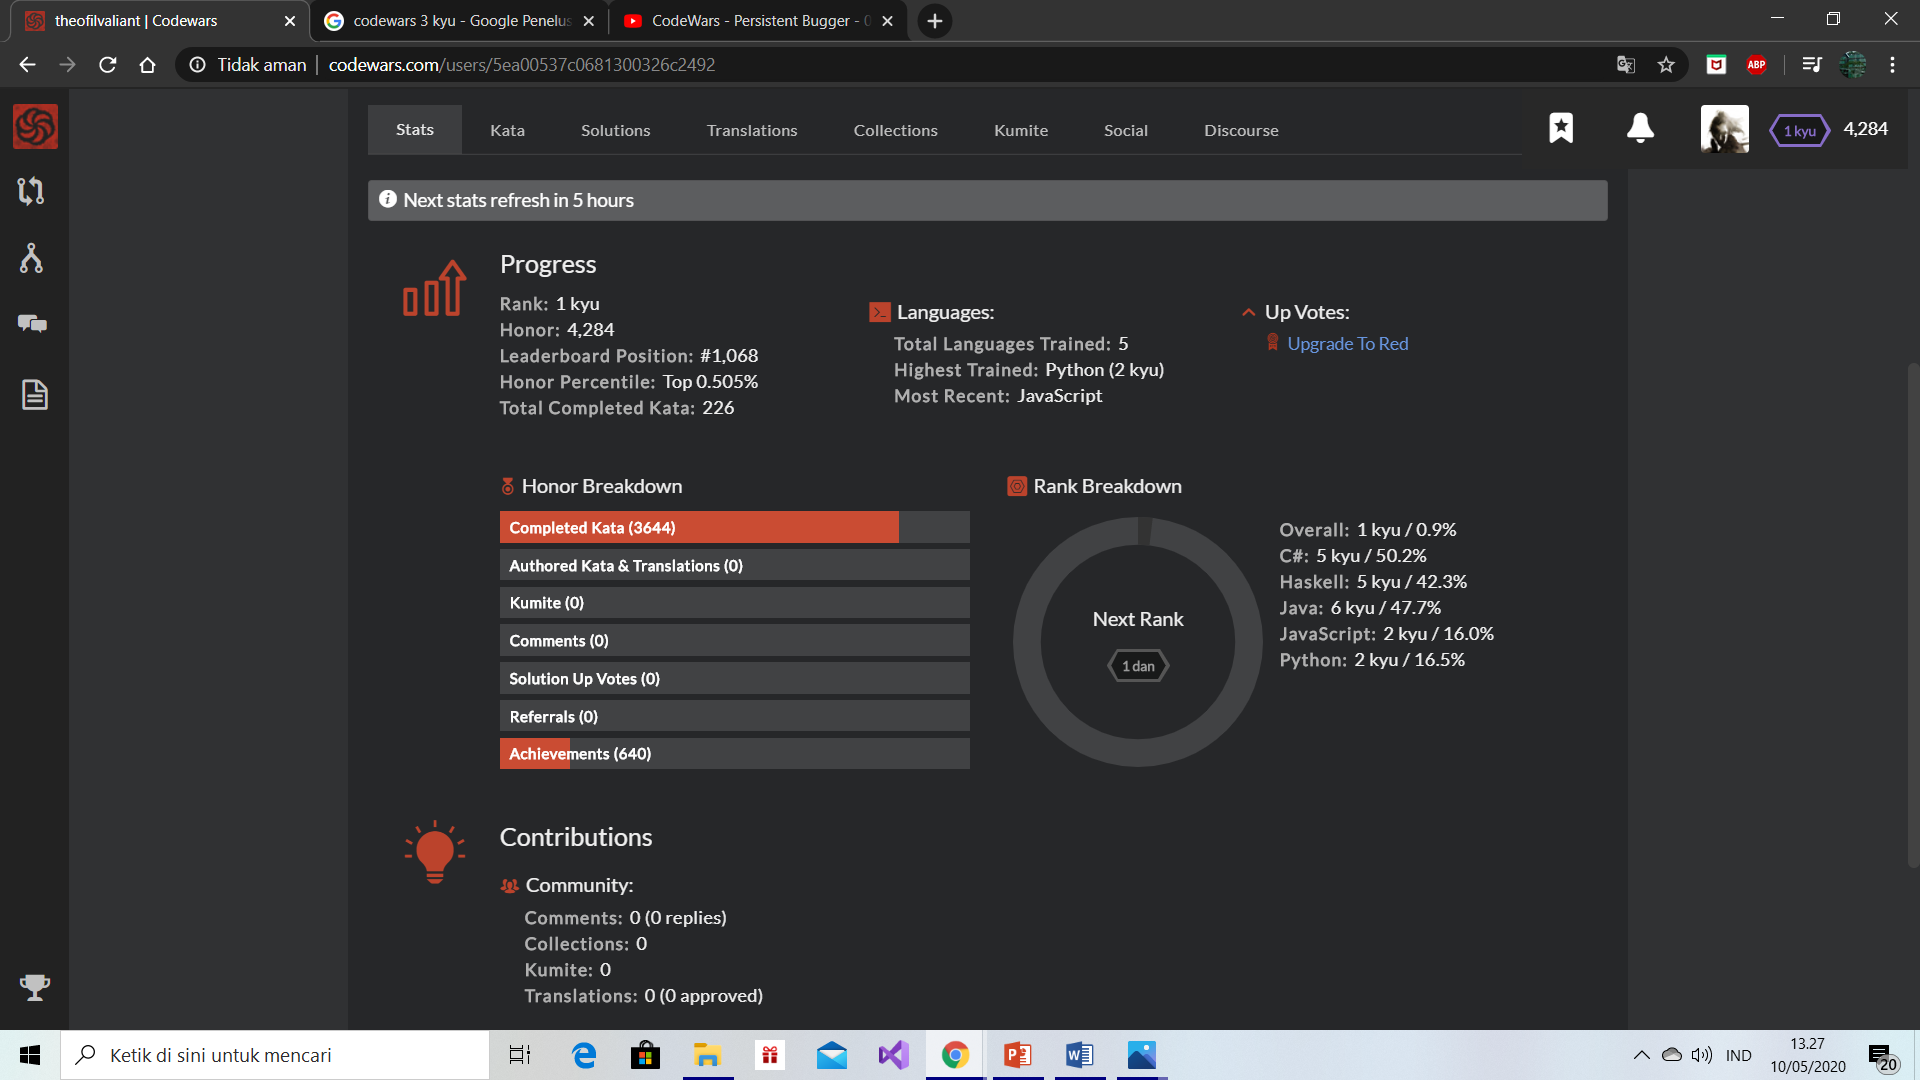 theofilvaliant | Codewars
codewars 3 kyu - Google Penelus
CodeWars - Persistent Bugger -
Tidak aman | codewars.com/users/5ea00537c0681300326c2492
ABP
Stats Kata Solutions Translations Collections Kumite Social Discourse
1 kyu 4,284
Next stats refresh in 5 hours
Progress
Rank: 1 kyu
Honor: 4,284
Leaderboard Position: #1,068
Honor Percentile: Top 0.505%
Total Completed Kata: 226
Languages:
Total Languages Trained: 5
Highest Trained: Python (2 kyu)
Most Recent: JavaScript
Up Votes:
Upgrade To Red
Honor Breakdown
Completed Kata (3644)
Authored Kata & Translations (0)
Kumite (0)
Comments (0)
Solution Up Votes (0)
Referrals (0)
Achievements (640)
Rank Breakdown
Next Rank
1 dan
Overall: 1 kyu / 0.9%
C#: 5 kyu / 50.2%
Haskell: 5 kyu / 42.3%
Java: 6 kyu / 47.7%
JavaScript: 2 kyu / 16.0%
Python: 2 kyu / 16.5%
Contributions
Community:
Comments: 0 (0 replies)
Collections: 0
Kumite: 0
Translations: 0 (0 approved)
Ketik di sini untuk mencari
IND
13.27
10/05/2020
20